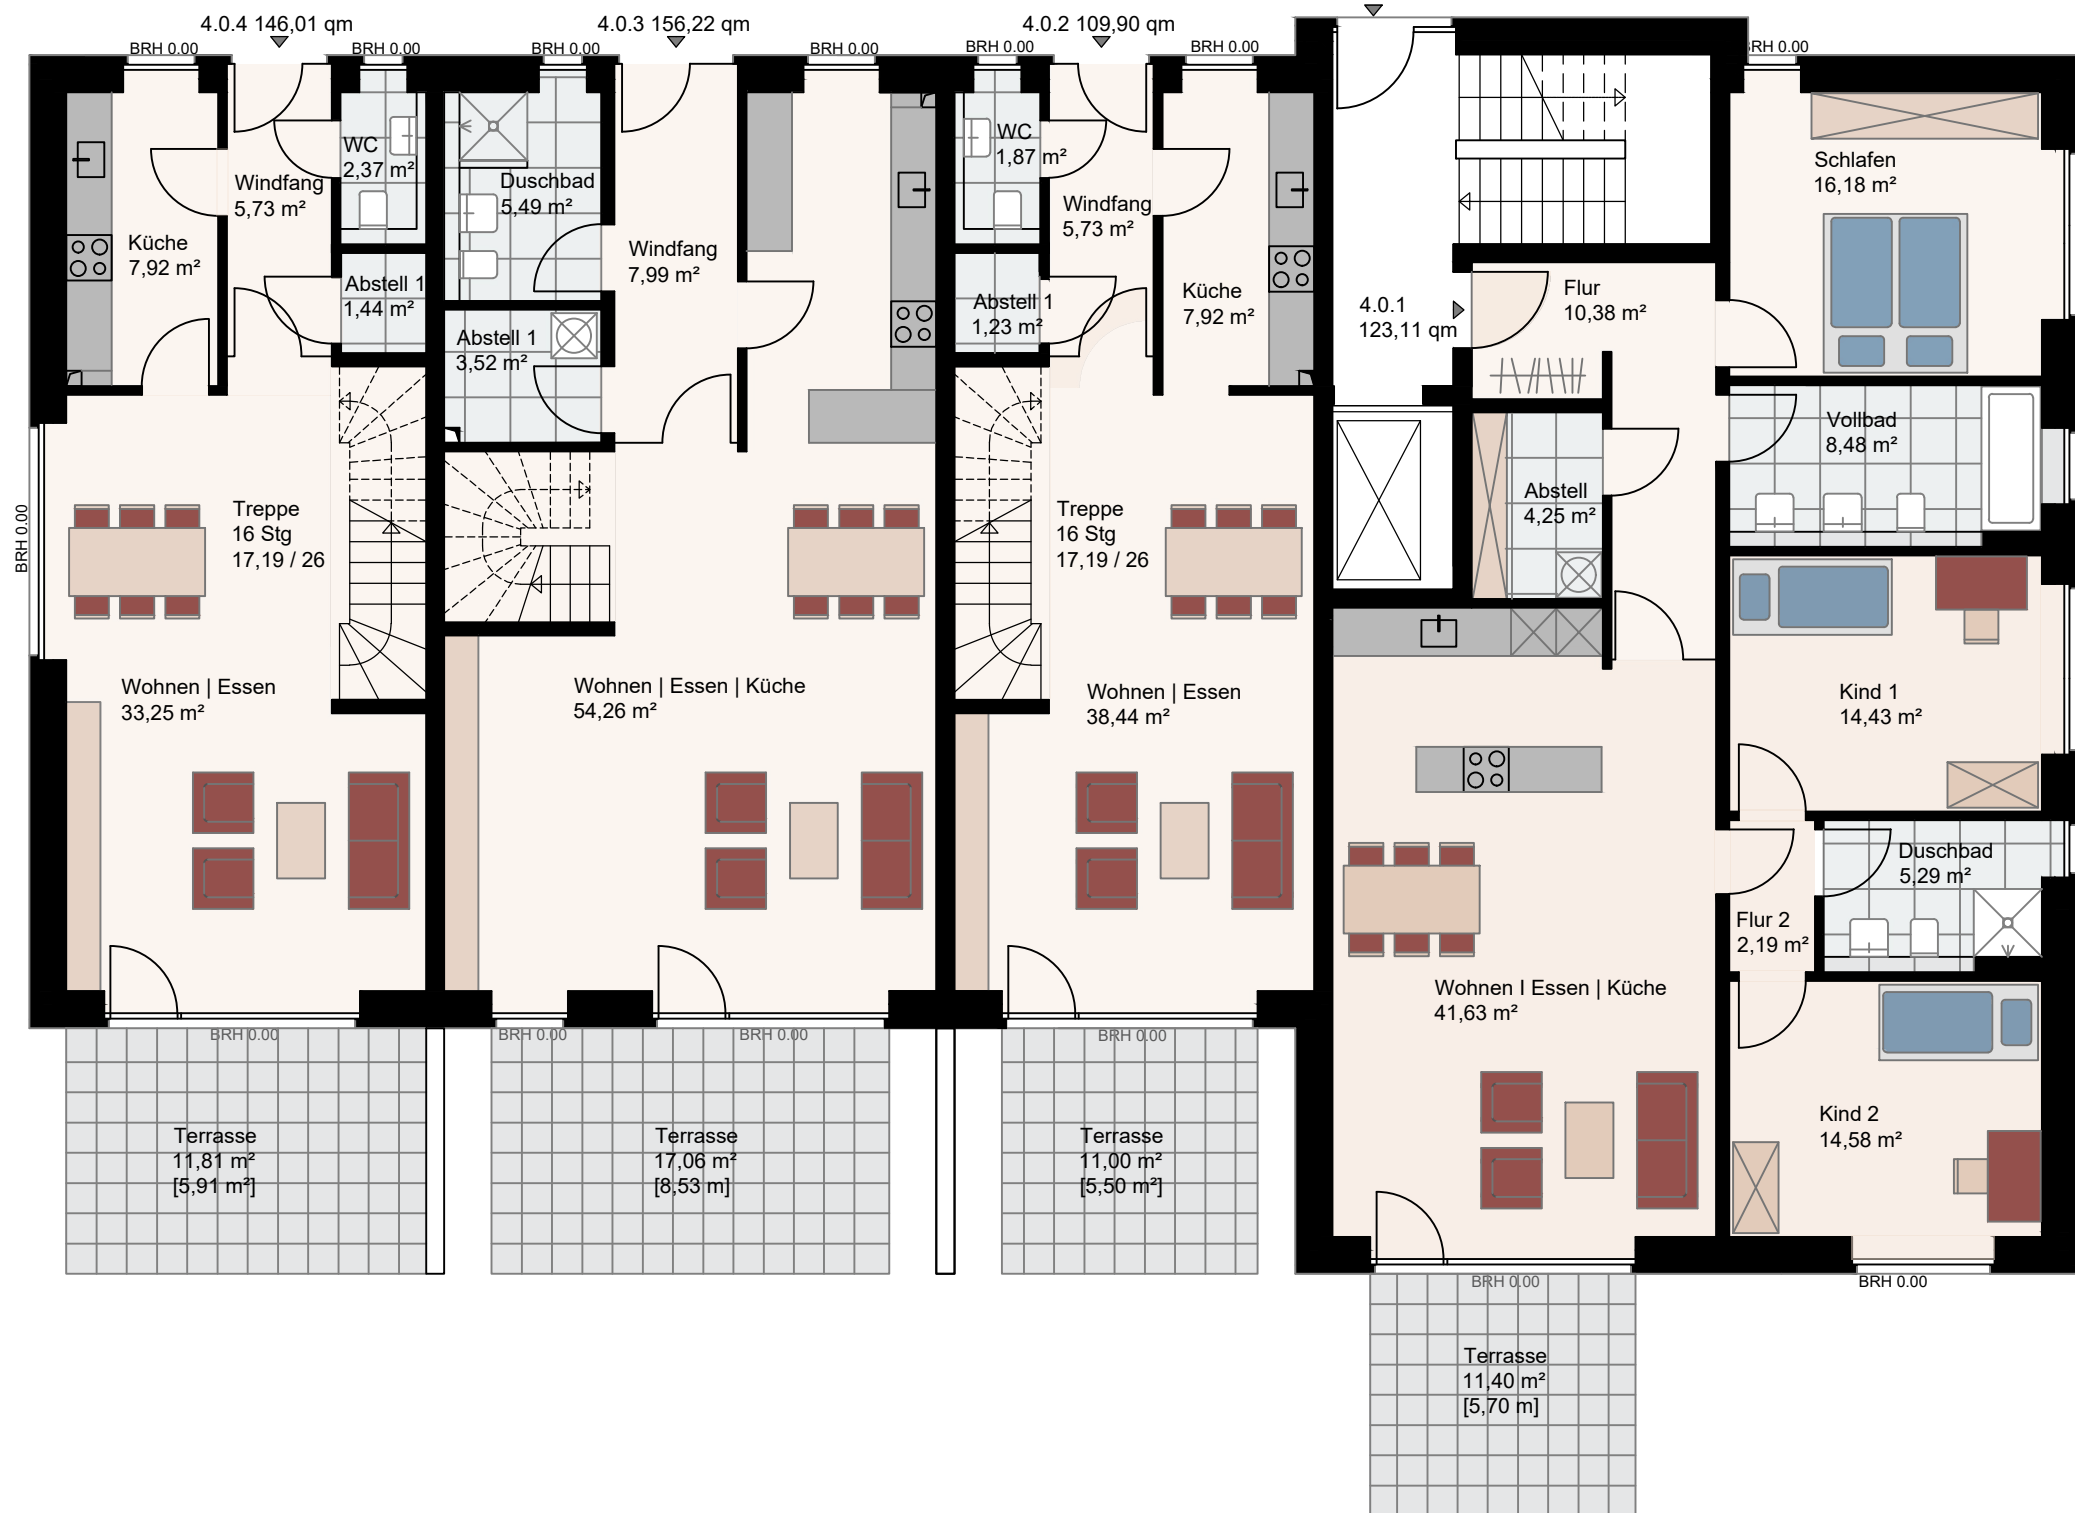 4.0.4 146,01 qm
4.0.3 156,22 qm
4.0.2 109,90 qm
BRH 0.00
BRH 0.00
BRH 0.00
BRH 0.00
BRH 0.00
BRH 0.00
BRH 0.00
WC
2,37 m²
Windfang
5,73 m²
Küche
7,92 m²
Abstell 1
1,44 m²
Treppe
16 Stg
17,19 / 26
BRH 0.00
Wohnen | Essen
33,25 m²
BRH 0.00
Terrasse
11,81 m²
[5,91 m²]
Duschbad
5,49 m²
Windfang
7,99 m²
Abstell 1
3,52 m²
Wohnen | Essen | Küche
54,26 m²
BRH 0.00
BRH 0.00
Terrasse
17,06 m²
[8,53 m]
WC
1,87 m²
Windfang
5,73 m²
Abstell 1
1,23 m²
Küche
7,92 m²
Treppe
16 Stg
17,19 / 26
Wohnen | Essen
38,44 m²
BRH 0.00
Terrasse
11,00 m²
[5,50 m²]
4.0.1
123,11 qm
Flur
10,38 m²
Schlafen
16,18 m²
Vollbad
8,48 m²
Abstell
4,25 m²
Kind 1
14,43 m²
Duschbad
5,29 m²
Flur 2
2,19 m²
Wohnen I Essen | Küche
41,63 m²
Kind 2
14,58 m²
BRH 0.00
BRH 0.00
Terrasse
11,40 m²
[5,70 m]